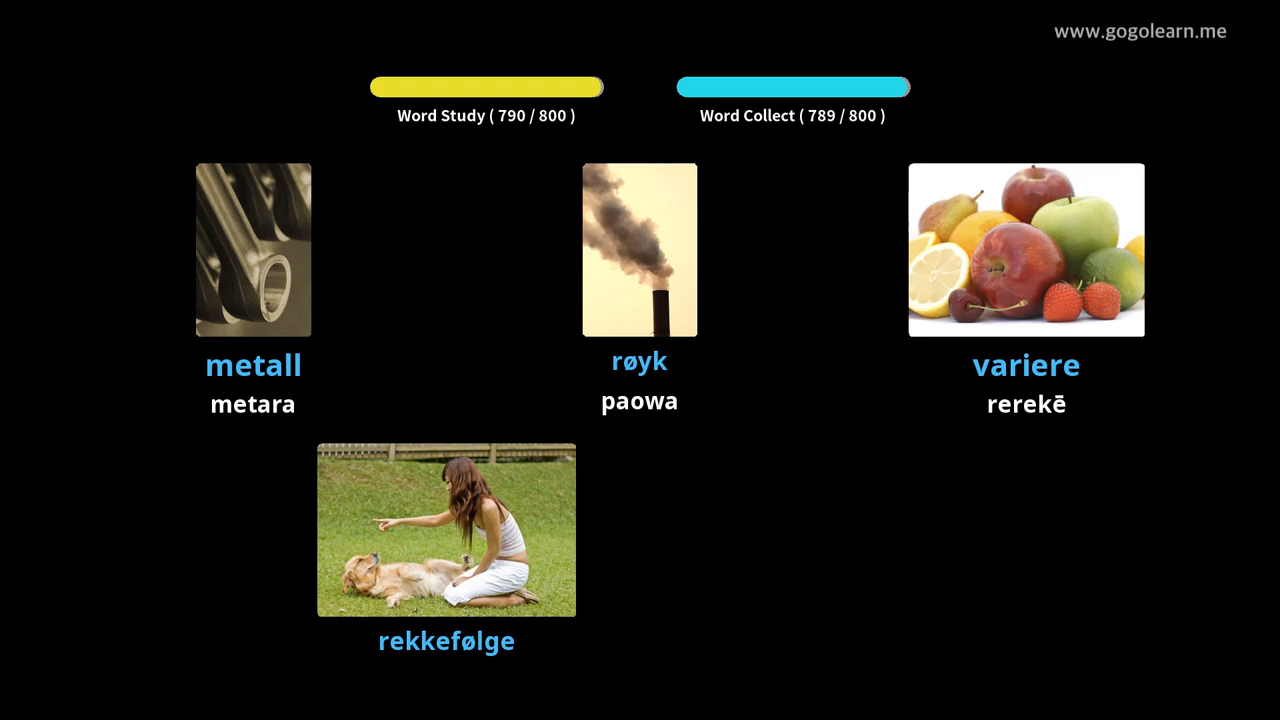 www.gogolearn.me
Word Study ( 790 / 800 )
Word Collect ( 789 / 800 )
metall
metara
røyk
paowa
variere
rerekē
rekkefølge